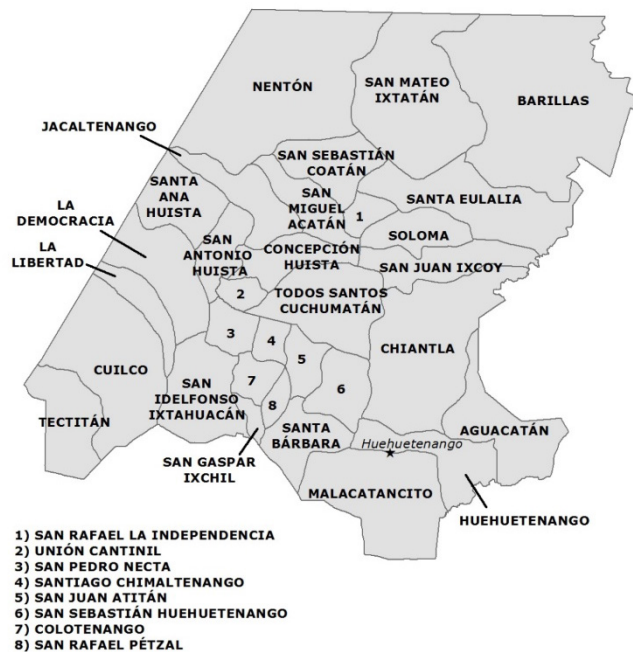 NENTÓN
SAN MATEO
IXTATÁN
BARILLAS
JACALTENANGO
SAN SEBASTIÁN
COATÁN
SANTA
ANA
HUISTA
SAN
MIGUEL
ACATÁN
1
SANTA EULALIA
LA
DEMOCRACIA
SOLOMA
LA
LIBERTAD
SAN
ANTONIO
HUISTA
CONCEPCIÓN
HUISTA
SAN JUAN IXCOY
2
TODOS SANTOS
CUCHUMATÁN
3
4
5
CHIANTLA
CUILCO
7
6
SAN
IDELFONSO
IXTAHUACÁN
8
TECTITÁN
SANTA
BÁRBARA
AGUACATÁN
Huehuetenango
SAN GASPAR
IXCHIL
MALACATANCITO
HUEHUETENANGO
1) SAN RAFAEL LA INDEPENDENCIA
2) UNIÓN CANTINIL
3) SAN PEDRO NECTA
4) SANTIAGO CHIMALTENANGO
5) SAN JUAN ATITÁN
6) SAN SEBASTIÁN HUEHUETENANGO
7) COLOTENANGO
8) SAN RAFAEL PÉTZAL